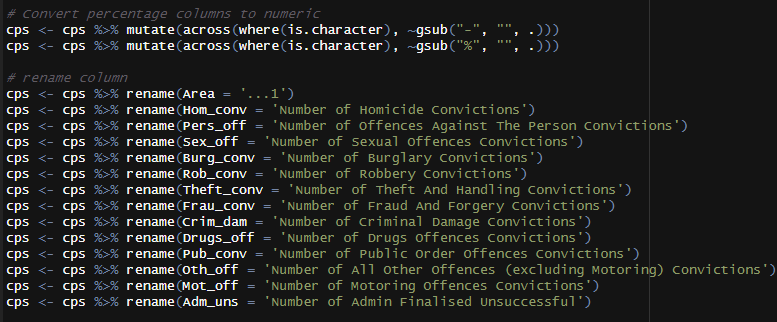 # Convert percentage columns to numeric
cps <- cps %>% mutate(across(where(is.character), ~gsub("-", "", .)))
cps <- cps %>% mutate(across(where(is.character), ~gsub("%", "", .)))
# rename column
cps <- cps %>% rename(Area = '...1')
cps <- cps %>% rename(Hom_conv = 'Number of Homicide Convictions')
cps <- cps %>% rename(Pers_off = 'Number of Offences Against The Person Convictions')
cps <- cps %>% rename(Sex_off = 'Number of Sexual Offences Convictions')
cps <- cps %>% rename(Burg_conv = 'Number of Burglary Convictions')
cps <- cps %>% rename(Rob_conv = 'Number of Robbery Convictions')
cps <- cps %>% rename(Theft_conv = 'Number of Theft And Handling Convictions')
cps <- cps %>% rename(Frau_conv = 'Number of Fraud And Forgery Convictions')
cps <- cps %>% rename(Crim_dam = 'Number of Criminal Damage Convictions')
cps <- cps %>% rename(Drugs_off = 'Number of Drugs Offences Convictions')
cps <- cps %>% rename(Pub_conv = 'Number of Public Order Offences Convictions')
cps <- cps %>% rename(Oth_off = 'Number of All Other Offences (excluding Motoring) Convictions')
cps <- cps %>% rename(Mot_off = 'Number of Motoring Offences Convictions')
cps <- cps %>% rename(Adm_uns = 'Number of Admin Finalised Unsuccessful')